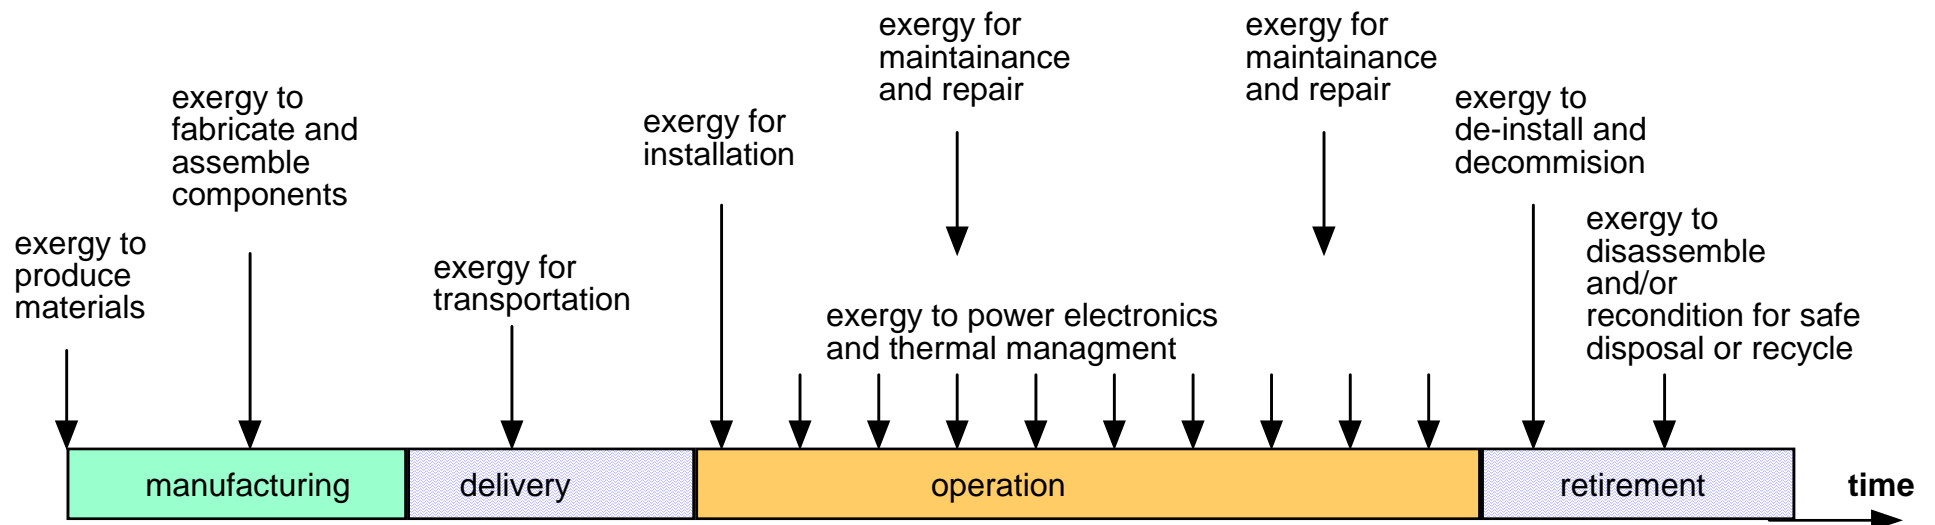 exergy to
produce
materials
exergy to
fabricate and
assemble
components
exergy for
transportation
exergy for
installation
exergy for
maintainance
and repair
exergy to power electronics
and thermal managment
exergy for
maintainance
and repair
exergy to
de-install and
decommision
exergy to
disassemble
and/or
recondition for safe
disposal or recycle
manufacturing
delivery
operation
retirement
time